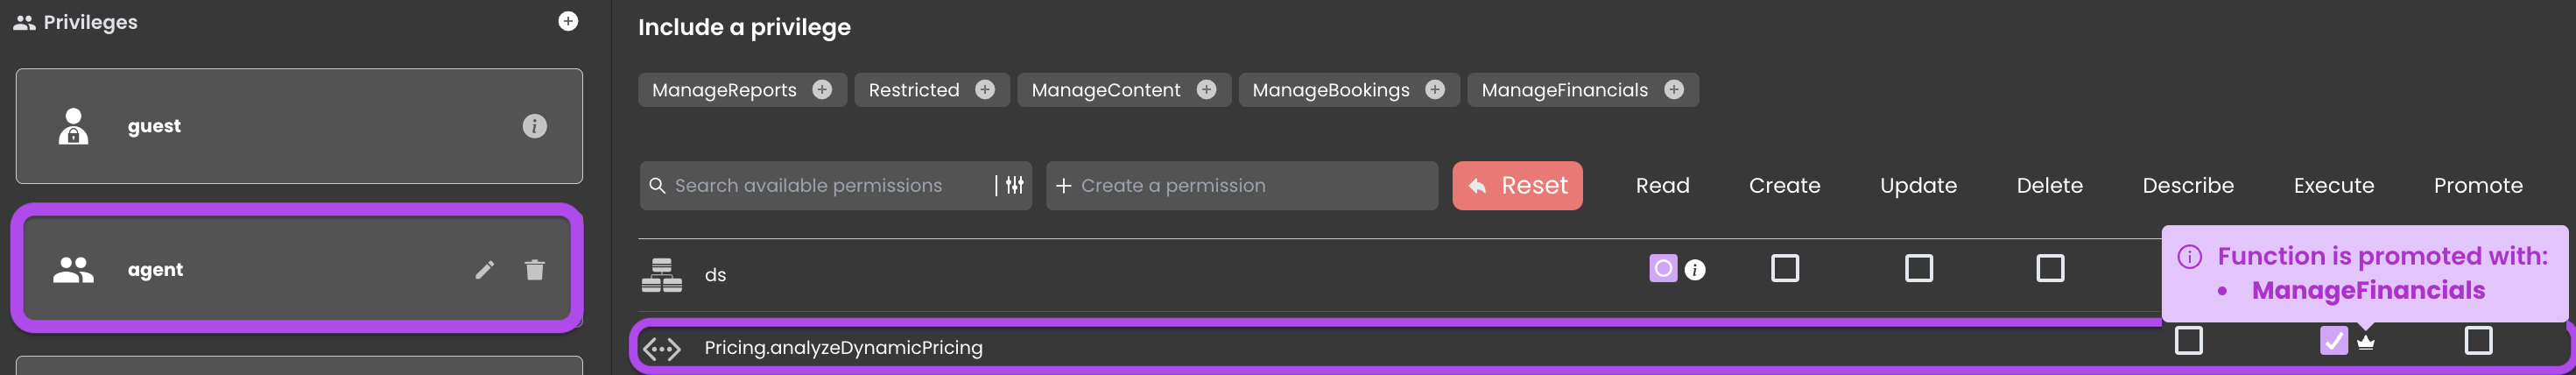 Privileges
guest
agent
Include a privilege
ManageReports
Restricted
ManageContent
ManageBookings
ManageFinancials
Search available permissions
Create a permission
Reset
Read
Create
Update
Delete
Describe
Execute
Promote
ds
Function is promoted with:
• ManageFinancials
Pricing.analyzeDynamicPricing